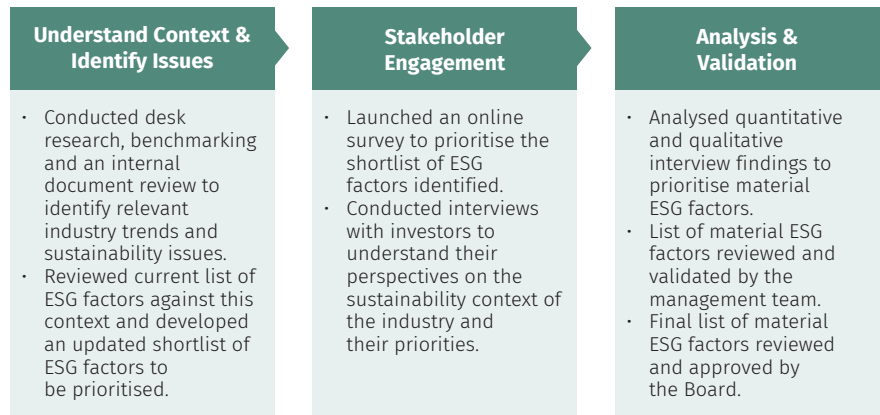 Understand Context &
Identify Issues
· Conducted desk
research, benchmarking
and an internal
document review to
identify relevant
industry trends and
sustainability issues.
· Reviewed current list of
ESG factors against this
context and developed
an updated shortlist of
ESG factors to
be prioritised.
Stakeholder
Engagement
· Launched an online
survey to prioritise the
shortlist of ESG
factors identified.
· Conducted interviews
with investors to
understand their
perspectives on the
sustainability context of
the industry and
their priorities.
Analysis &
Validation
· Analysed quantitative
and qualitative
interview findings to
prioritise material
ESG factors.
· List of material ESG
factors reviewed and
validated by the
management team.
· Final list of material
ESG factors reviewed
and approved by
the Board.